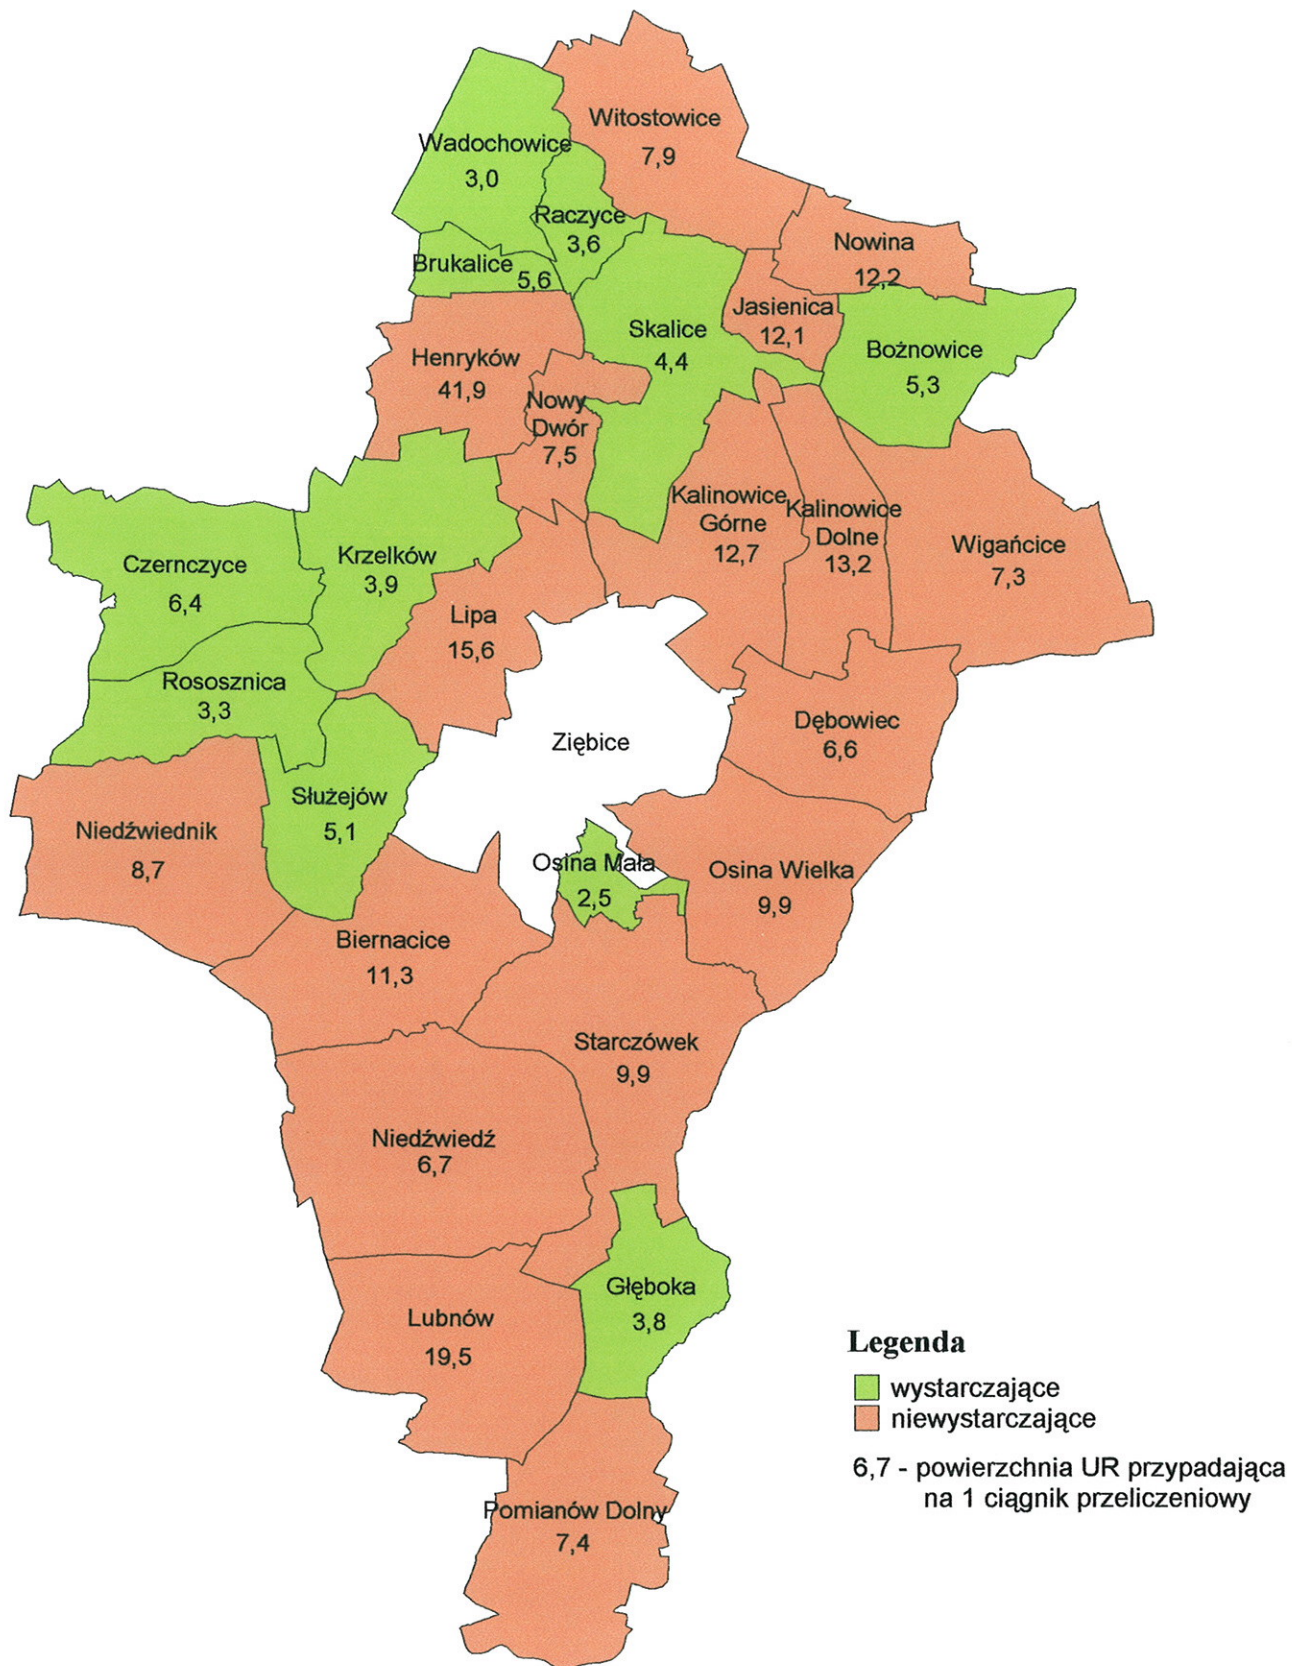 Witostowice
7,9
Wadochowice
3,0
Raczyce
3,6
Nowina
12,2
Brukalice
5,6
Jasienica
12,1
Skalice
4,4
Bożnowice
5,3
Henryków
41,9
Nowy
Dwór
7,5
Kalinowice
Górne
12,7
Kalinowice
Dolne
13,2
Wigańcice
7,3
Czernczyce
6,4
Krzelków
3,9
Lipa
15,6
Rososznica
3,3
Dębowiec
6,6
Ziębice
Służejów
5,1
Niedźwiednik
8,7
Osina Mała
2,5
Osina Wielka
9,9
Biernacice
11,3
Starczówek
9,9
Niedźwiedź
6,7
Głęboka
3,8
Lubnów
19,5
Pomianów Dolny
7,4
Legenda
wystarczające
niewystarczające
6,7 - powierzchnia UR przypadająca
na 1 ciągnik przeliczeniowy